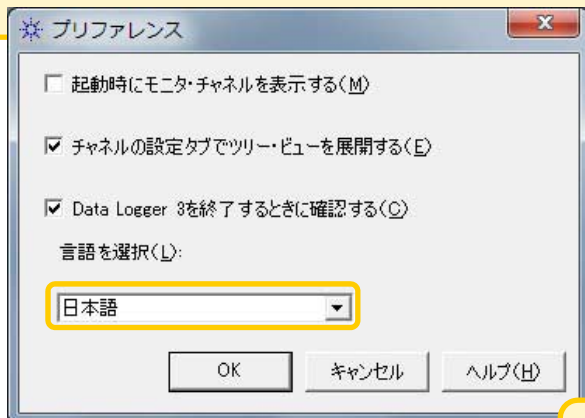 プリファレンス
起動時にモニタ・チャネルを表示する(M)
チャネルの設定タブでツリー・ビューを展開する(E)
Data Logger 3を終了するときに確認する(C)
言語を選択(L):
日本語
OK キャンセル ヘルプ(H)